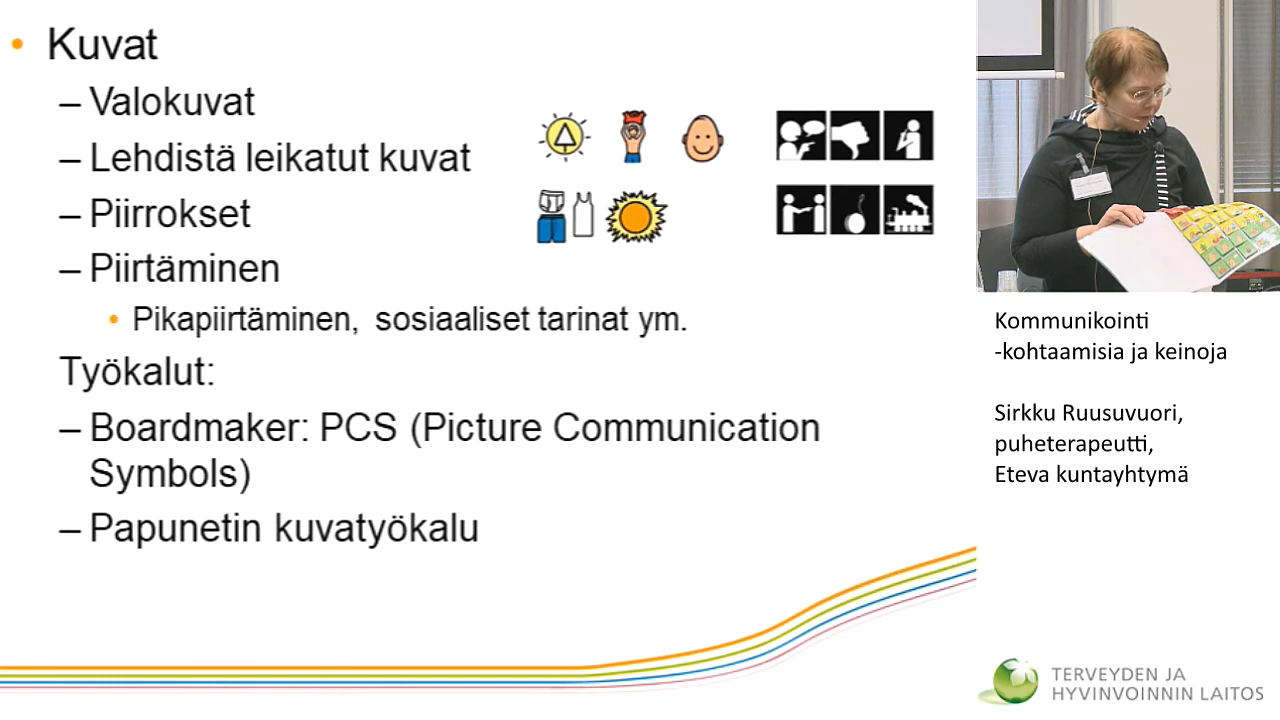 • Kuvat
– Valokuvat
– Lehdistä leikatut kuvat
– Piirrokset
– Piirtäminen
• Pikapiirtäminen, sosiaaliset tarinat ym.
Työkalut:
– Boardmaker: PCS (Picture Communication
Symbols)
– Papunetin kuvatyökalu
Kommunikointi
-kohtaamisia ja keinoja
Sirkku Ruusuvuori,
puheterapeutti,
Eteva kuntayhtymä
TERVEYDEN JA
HYVINVOINNIN LAITOS